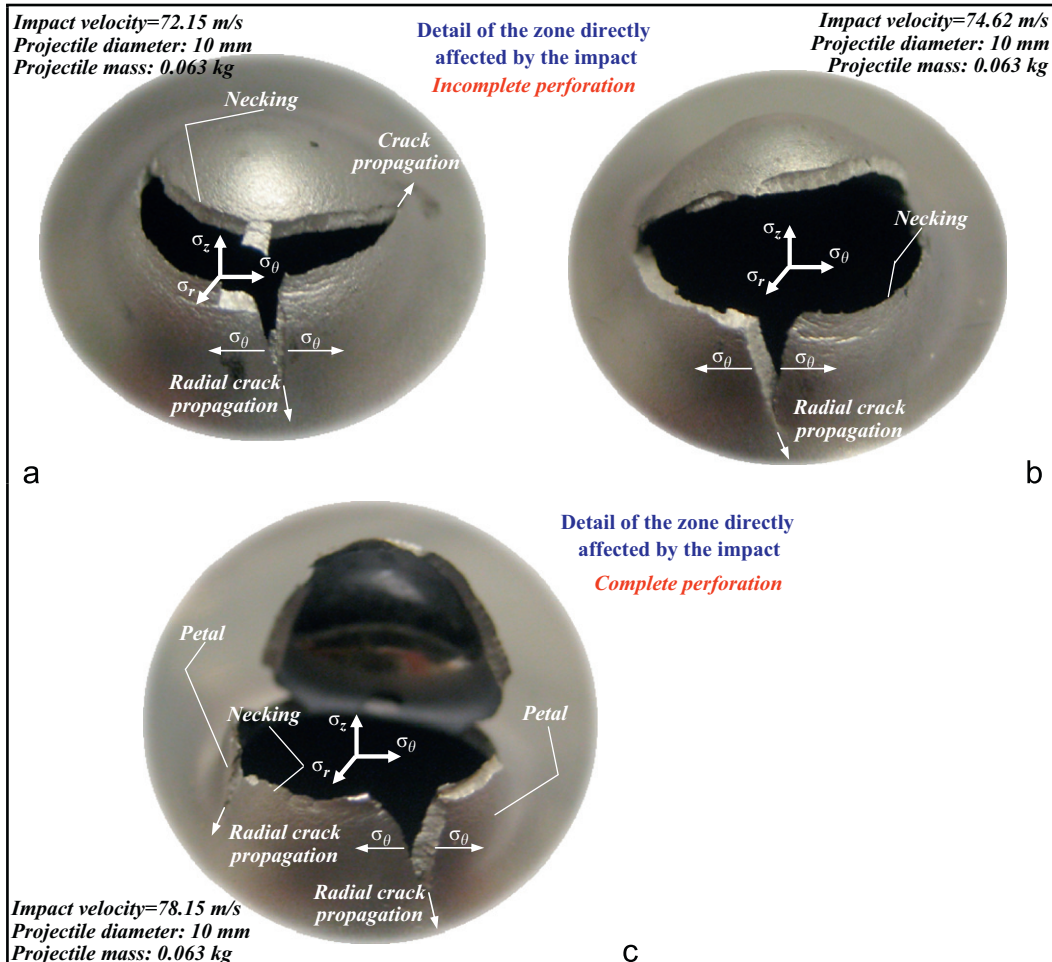 Impact velocity=72.15 m/s
Projectile diameter: 10 mm
Projectile mass: 0.063 kg
Detail of the zone directly
affected by the impact
Incomplete perforation
Impact velocity=74.62 m/s
Projectile diameter: 10 mm
Projectile mass: 0.063 kg
Necking
Crack
propagation
σz
σθ
σr
σθ
σθ
Radial crack
propagation
a
Necking
σz
σθ
σr
σθ
σθ
Radial crack
propagation
b
Detail of the zone directly
affected by the impact
Complete perforation
Petal
Necking
Petal
σz
σθ
σr
Radial crack
propagation
σθ
σθ
Radial crack
propagation
Impact velocity=78.15 m/s
Projectile diameter: 10 mm
Projectile mass: 0.063 kg
c